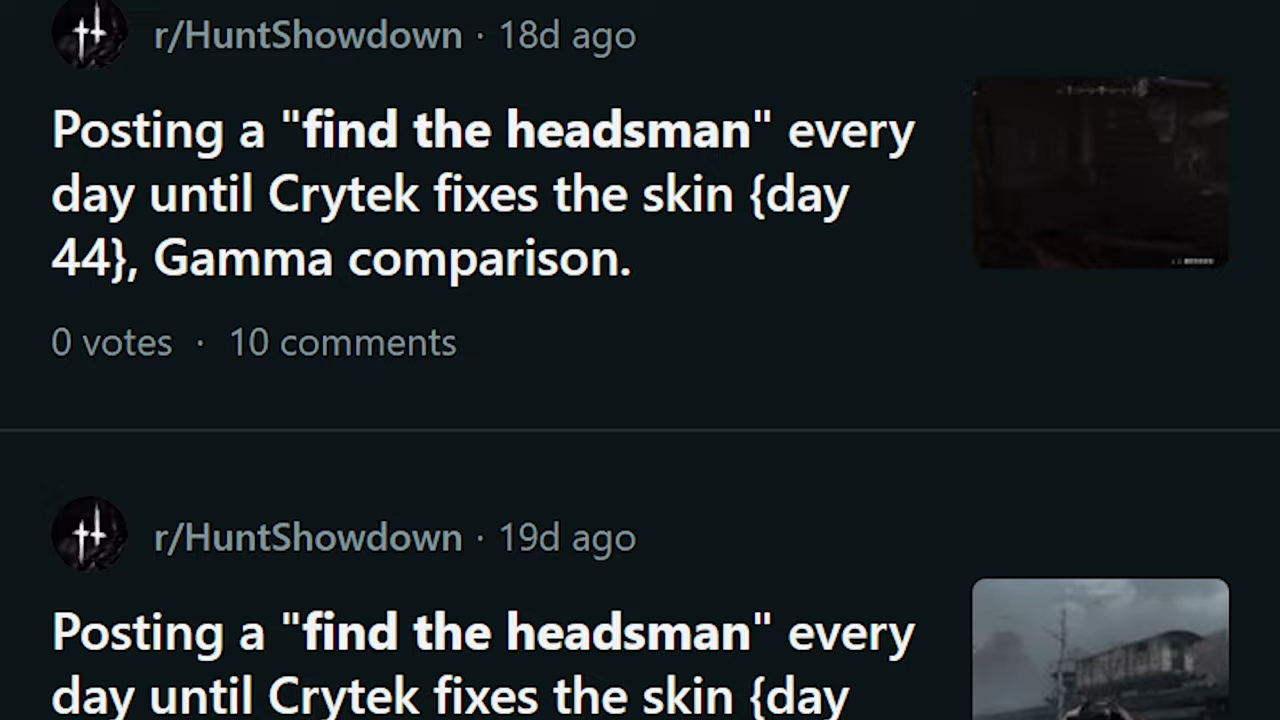 r/HuntShowdown · 18d ago
Posting a "find the headsman" every
day until Crytek fixes the skin {day
44}, Gamma comparison.
0 votes · 10 comments
r/HuntShowdown · 19d ago
Posting a "find the headsman" every
day until Crytek fixes the skin {day